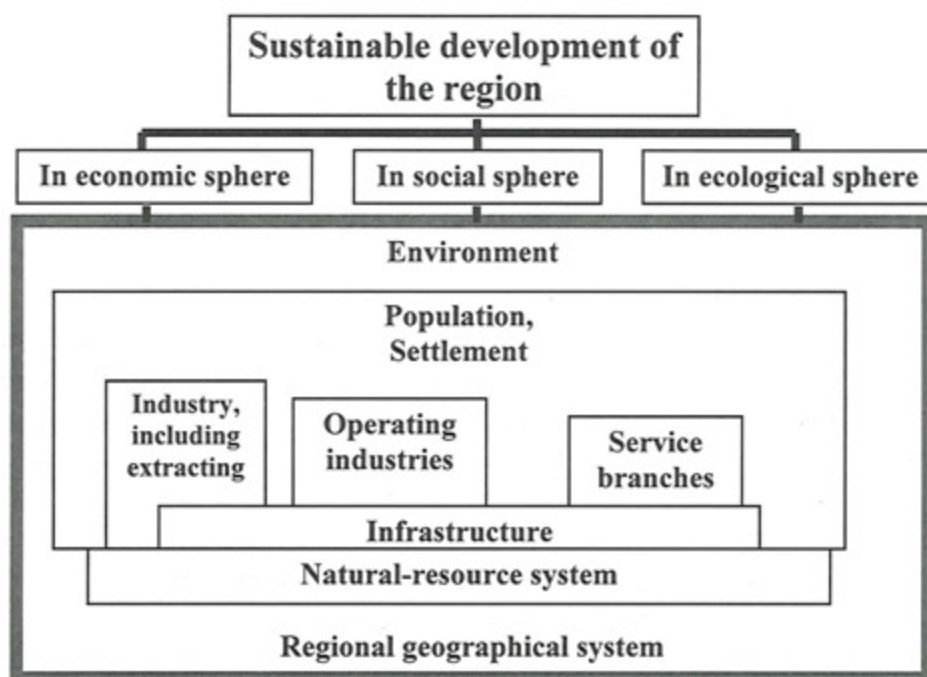 Sustainable development of
the region
In economic sphere
In social sphere
In ecological sphere
Environment
Population,
Settlement
Industry,
including
extracting
Operating
industries
Service
branches
Infrastructure
Natural-resource system
Regional geographical system